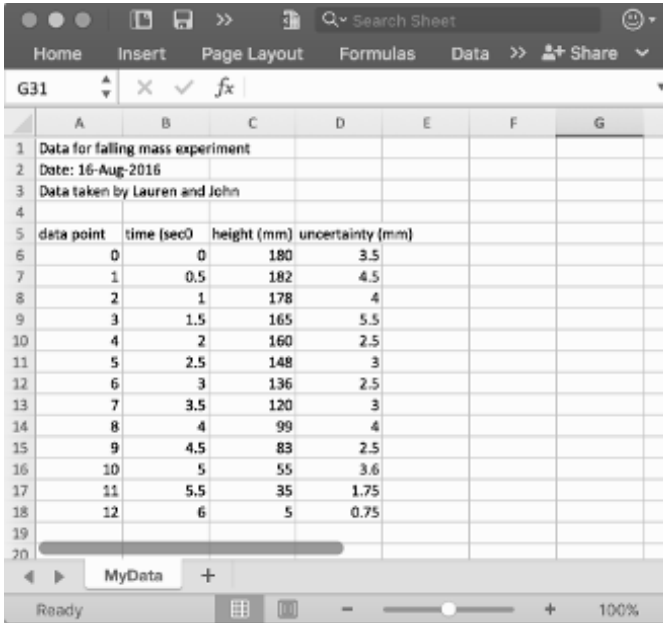 Search Sheet
Home Insert Page Layout Formulas Data >> Share
G31 fx
A B C D E F G
1 Data for falling mass experiment
2 Date: 16-Aug-2016
3 Data taken by Lauren and John
4
5 data point time (sec0 height (mm) uncertainty (mm)
6 0 0 180 3.5
7 1 0.5 182 4.5
8 2 1 178 4
9 3 1.5 165 5.5
10 4 2 160 2.5
11 5 2.5 148 3
12 6 3 136 2.5
13 7 3.5 120 3
14 8 4 99 4
15 9 4.5 83 2.5
16 10 5 55 3.6
17 11 5.5 35 1.75
18 12 6 5 0.75
19
20
MyData +
Ready 100%